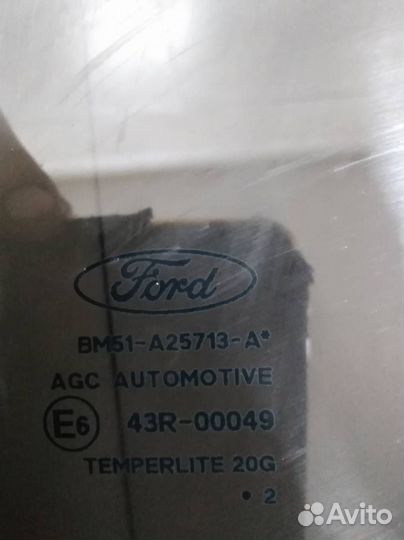 Ford
BM51-A25713-A*
AGC AUTOMOTIVE
E6 43R-00049
TEMPERLITE 20G
• 2
Avito